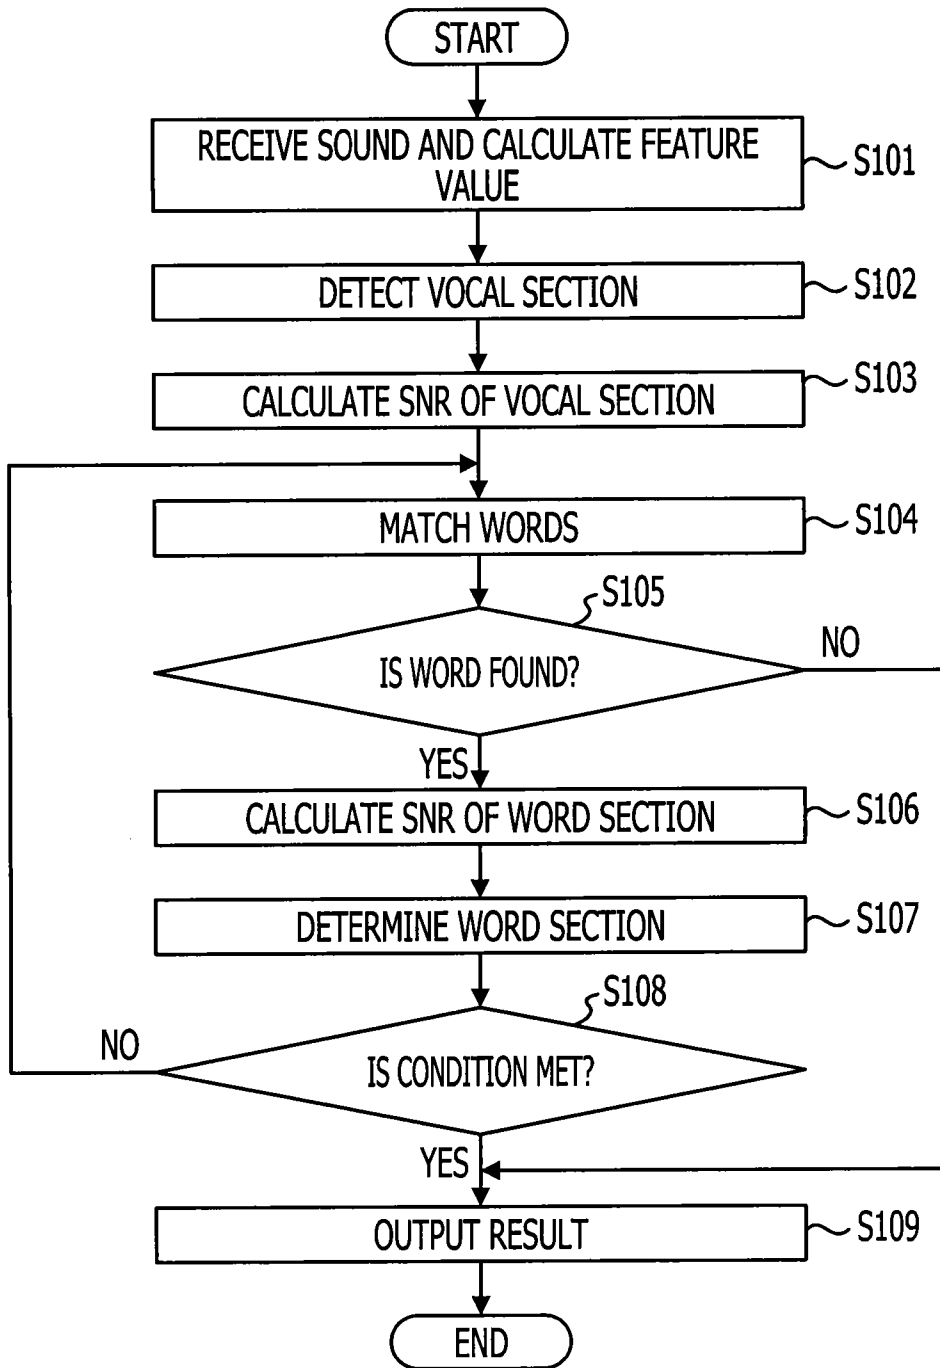 START
RECEIVE SOUND AND CALCULATE FEATURE
VALUE
S101
DETECT VOCAL SECTION
S102
CALCULATE SNR OF VOCAL SECTION
S103
MATCH WORDS
S104
S105
IS WORD FOUND?
NO
YES
CALCULATE SNR OF WORD SECTION
S106
DETERMINE WORD SECTION
S107
S108
NO
IS CONDITION MET?
YES
OUTPUT RESULT
S109
END